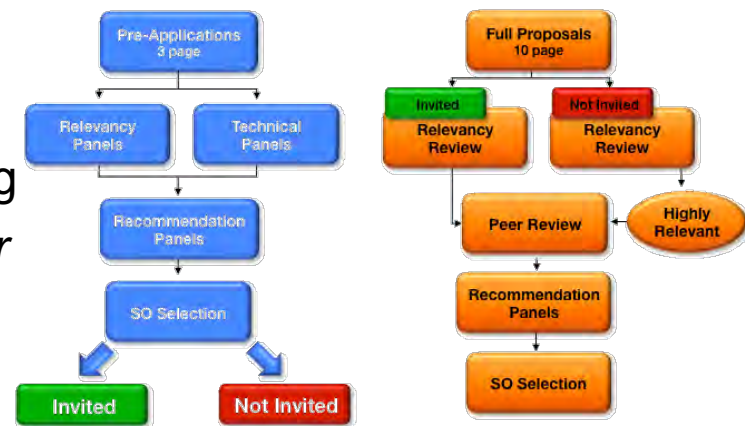 g
r
Pre-Applications
3 page
Relevancy
Panels
Technical
Panels
Recommendation
Panels
SO Selection
Invited
Not Invited
Full Proposals
10 page
Invited
Relevancy
Review
Not Invited
Relevancy
Review
Highly
Relevant
Peer Review
Recommendation
Panels
SO Selection